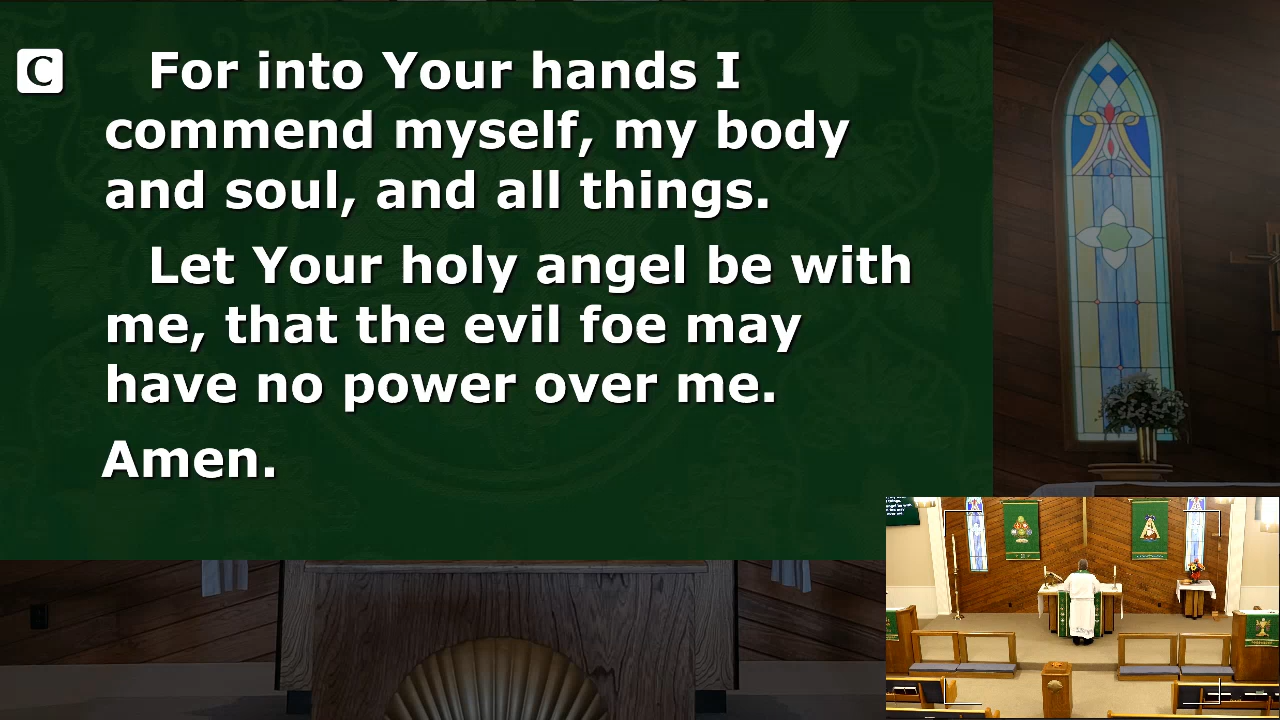 C For into Your hands I
commend myself, my body
and soul, and all things.
Let Your holy angel be with
me, that the evil foe may
have no power over me.
Amen.